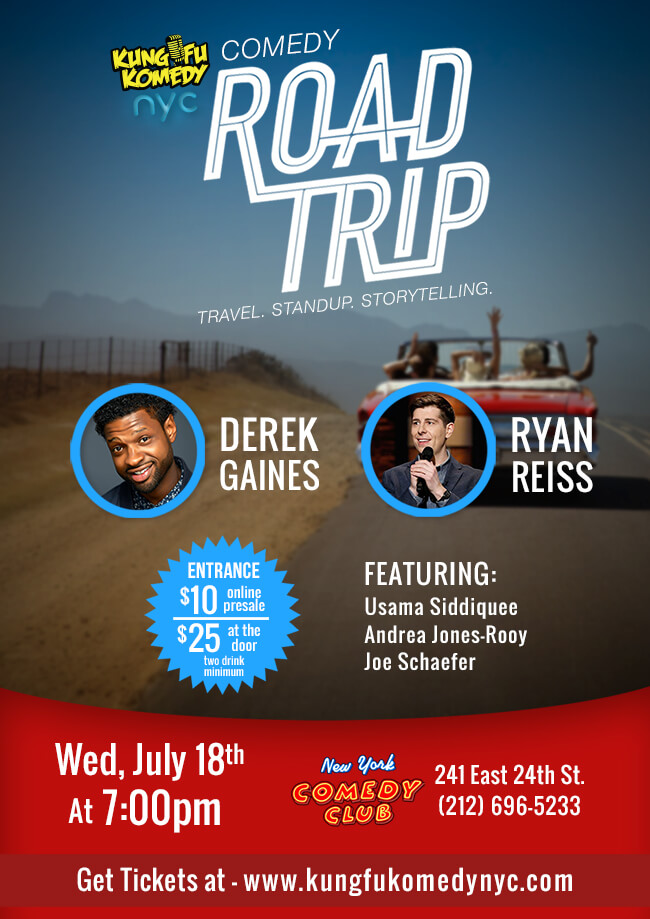 KUNG FU
KOMEDY
nyc
COMEDY
ROAD
TRIP
TRAVEL. STANDUP. STORYTELLING.
DEREK
GAINES
RYAN
REISS
ENTRANCE
$10 online presale
$25 at the door
two drink
minimum
FEATURING:
Usama Siddiquee
Andrea Jones-Rooy
Joe Schaefer
Wed, July 18th
At 7:00pm
New York
COMEDY
CLUB
241 East 24th St.
(212) 696-5233
Get Tickets at - www.kungfukomedynyc.com